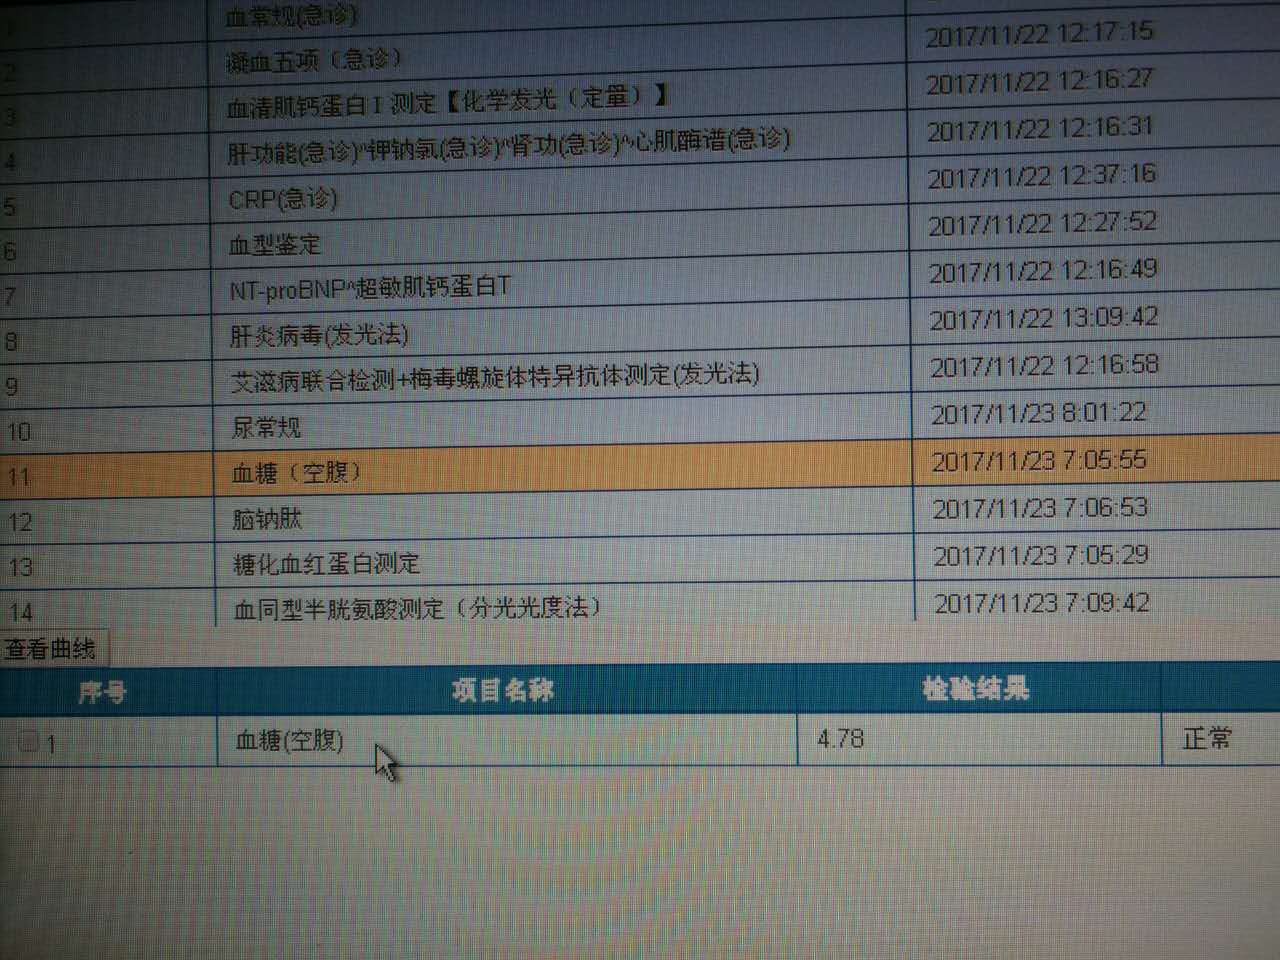 1 血常规(急诊)
2 凝血五项（急诊） 2017/11/22 12:17:15
3 血清肌钙蛋白Ⅰ测定【化学发光（定量）】 2017/11/22 12:16:27
4 肝功能(急诊)^钾钠氯(急诊)^肾功(急诊)^心肌酶谱(急诊) 2017/11/22 12:16:31
5 CRP(急诊) 2017/11/22 12:37:16
6 血型鉴定 2017/11/22 12:27:52
7 NT-proBNP^超敏肌钙蛋白T 2017/11/22 12:16:49
8 肝炎病毒(发光法) 2017/11/22 13:09:42
9 艾滋病联合检测+梅毒螺旋体特异抗体测定(发光法) 2017/11/22 12:16:58
10 尿常规 2017/11/23 8:01:22
11 血糖（空腹） 2017/11/23 7:05:55
12 脑钠肽 2017/11/23 7:06:53
13 糖化血红蛋白测定 2017/11/23 7:05:29
14 血同型半胱氨酸测定（分光光度法） 2017/11/23 7:09:42
查看曲线
序号 项目名称 检验结果
1 血糖(空腹) 4.78 正常